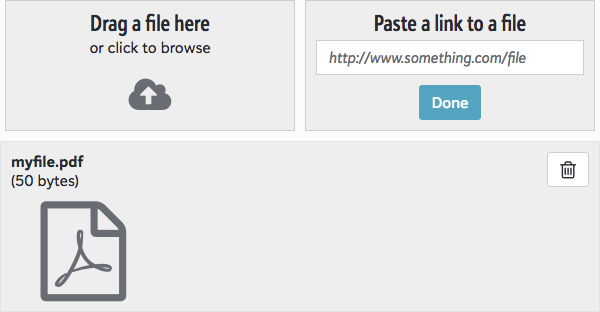 Drag a file here
or click to browse
Paste a link to a file
http://www.something.com/file
Done
myfile.pdf
(50 bytes)